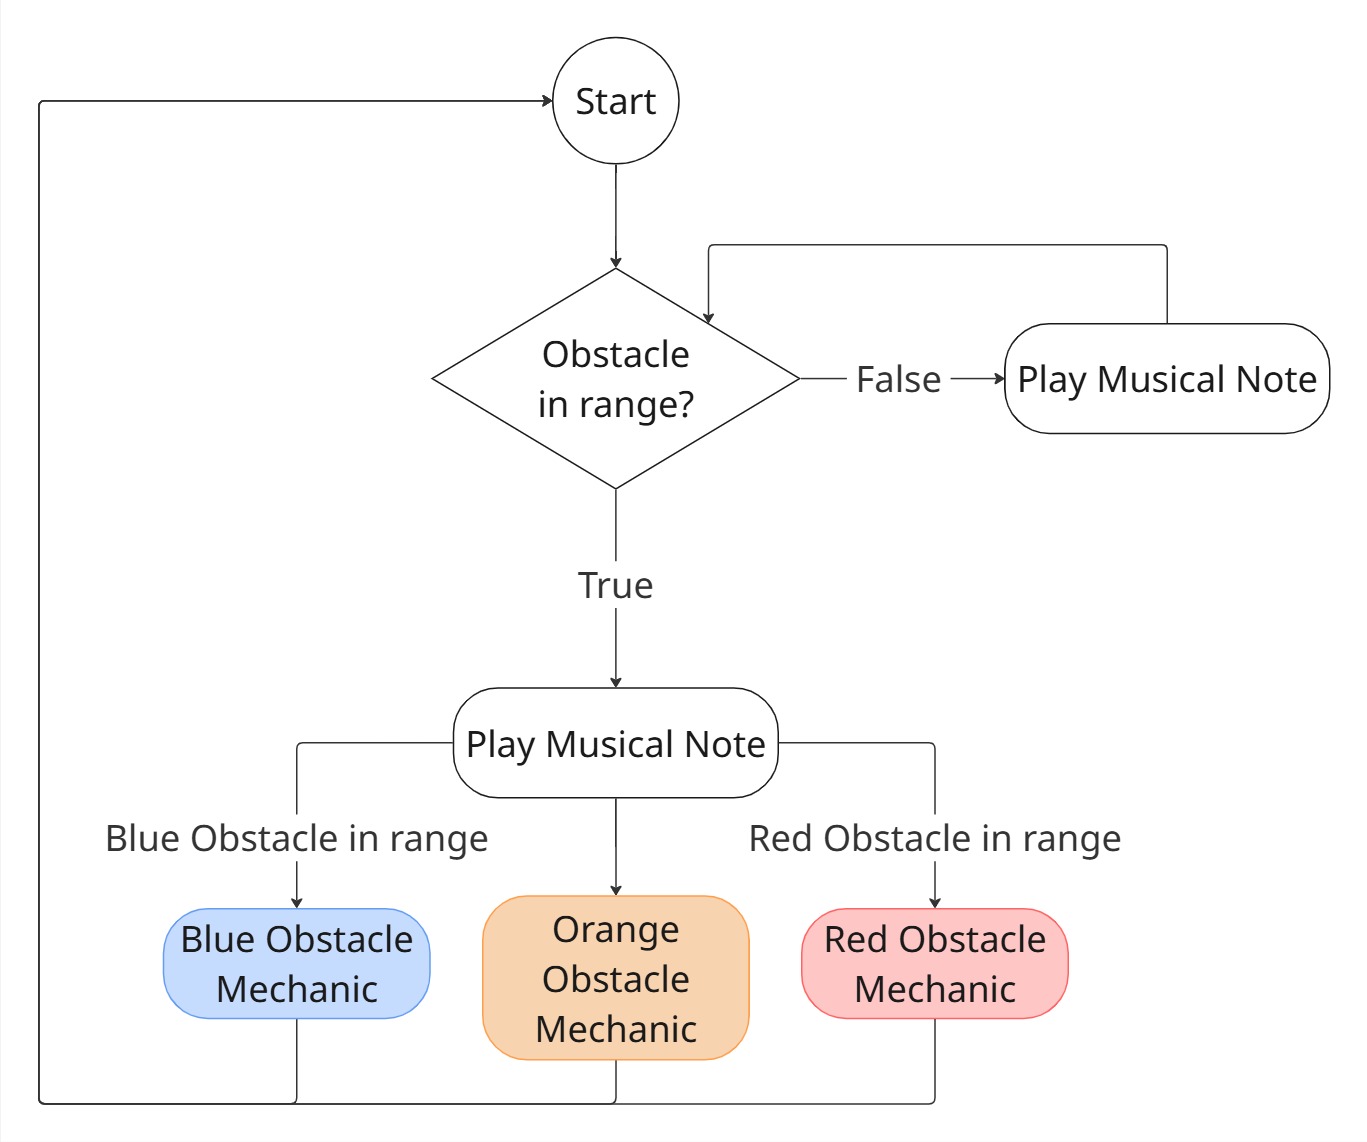 Start
Obstacle
in range?
False
Play Musical Note
True
Play Musical Note
Blue Obstacle in range
Red Obstacle in range
Blue Obstacle
Mechanic
Orange
Obstacle
Mechanic
Red Obstacle
Mechanic